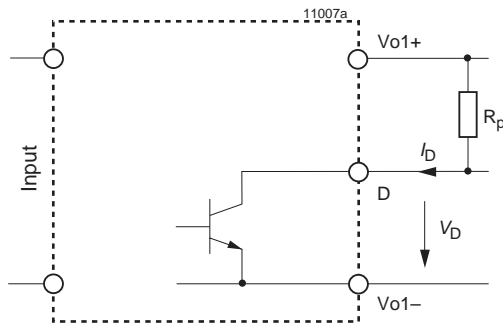 11007a
Vo1+
Rp
Input
ID
D
VD
Vo1–